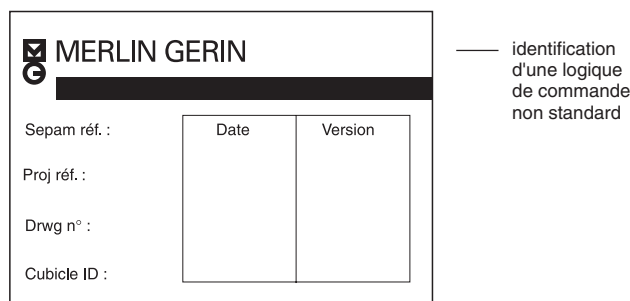 MERLIN GERIN
Sepam réf. :
Date Version
Proj réf. :
Drwg n° :
Cubicle ID :
identification
d'une logique
de commande
non standard